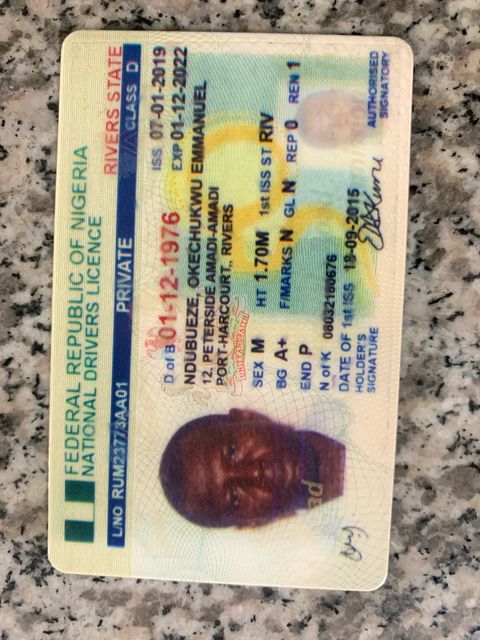 FEDERAL REPUBLIC OF NIGERIA
NATIONAL DRIVERS LICENCE
RIVERS STATE
L/NO RUM23773AA01 PRIVATE CLASS D
ISS 07-01-2019
D of B 01-12-1976 EXP 01-12-2022
NDUBUEZE, OKECHUKWU EMMANUEL
12, PETERSIDE AMADI-AMADI
PORT-HARCOURT,, RIVERS
UNITYANDFAITH
SEX M HT 1.70M 1st ISS ST RIV
BG A+ F/MARKS N GL N REP 0 REN 1
END P
N of K 08032180676
DATE OF 1st ISS 18-09-2015
HOLDER'S
SIGNATURE
AUTHORISED
SIGNATORY